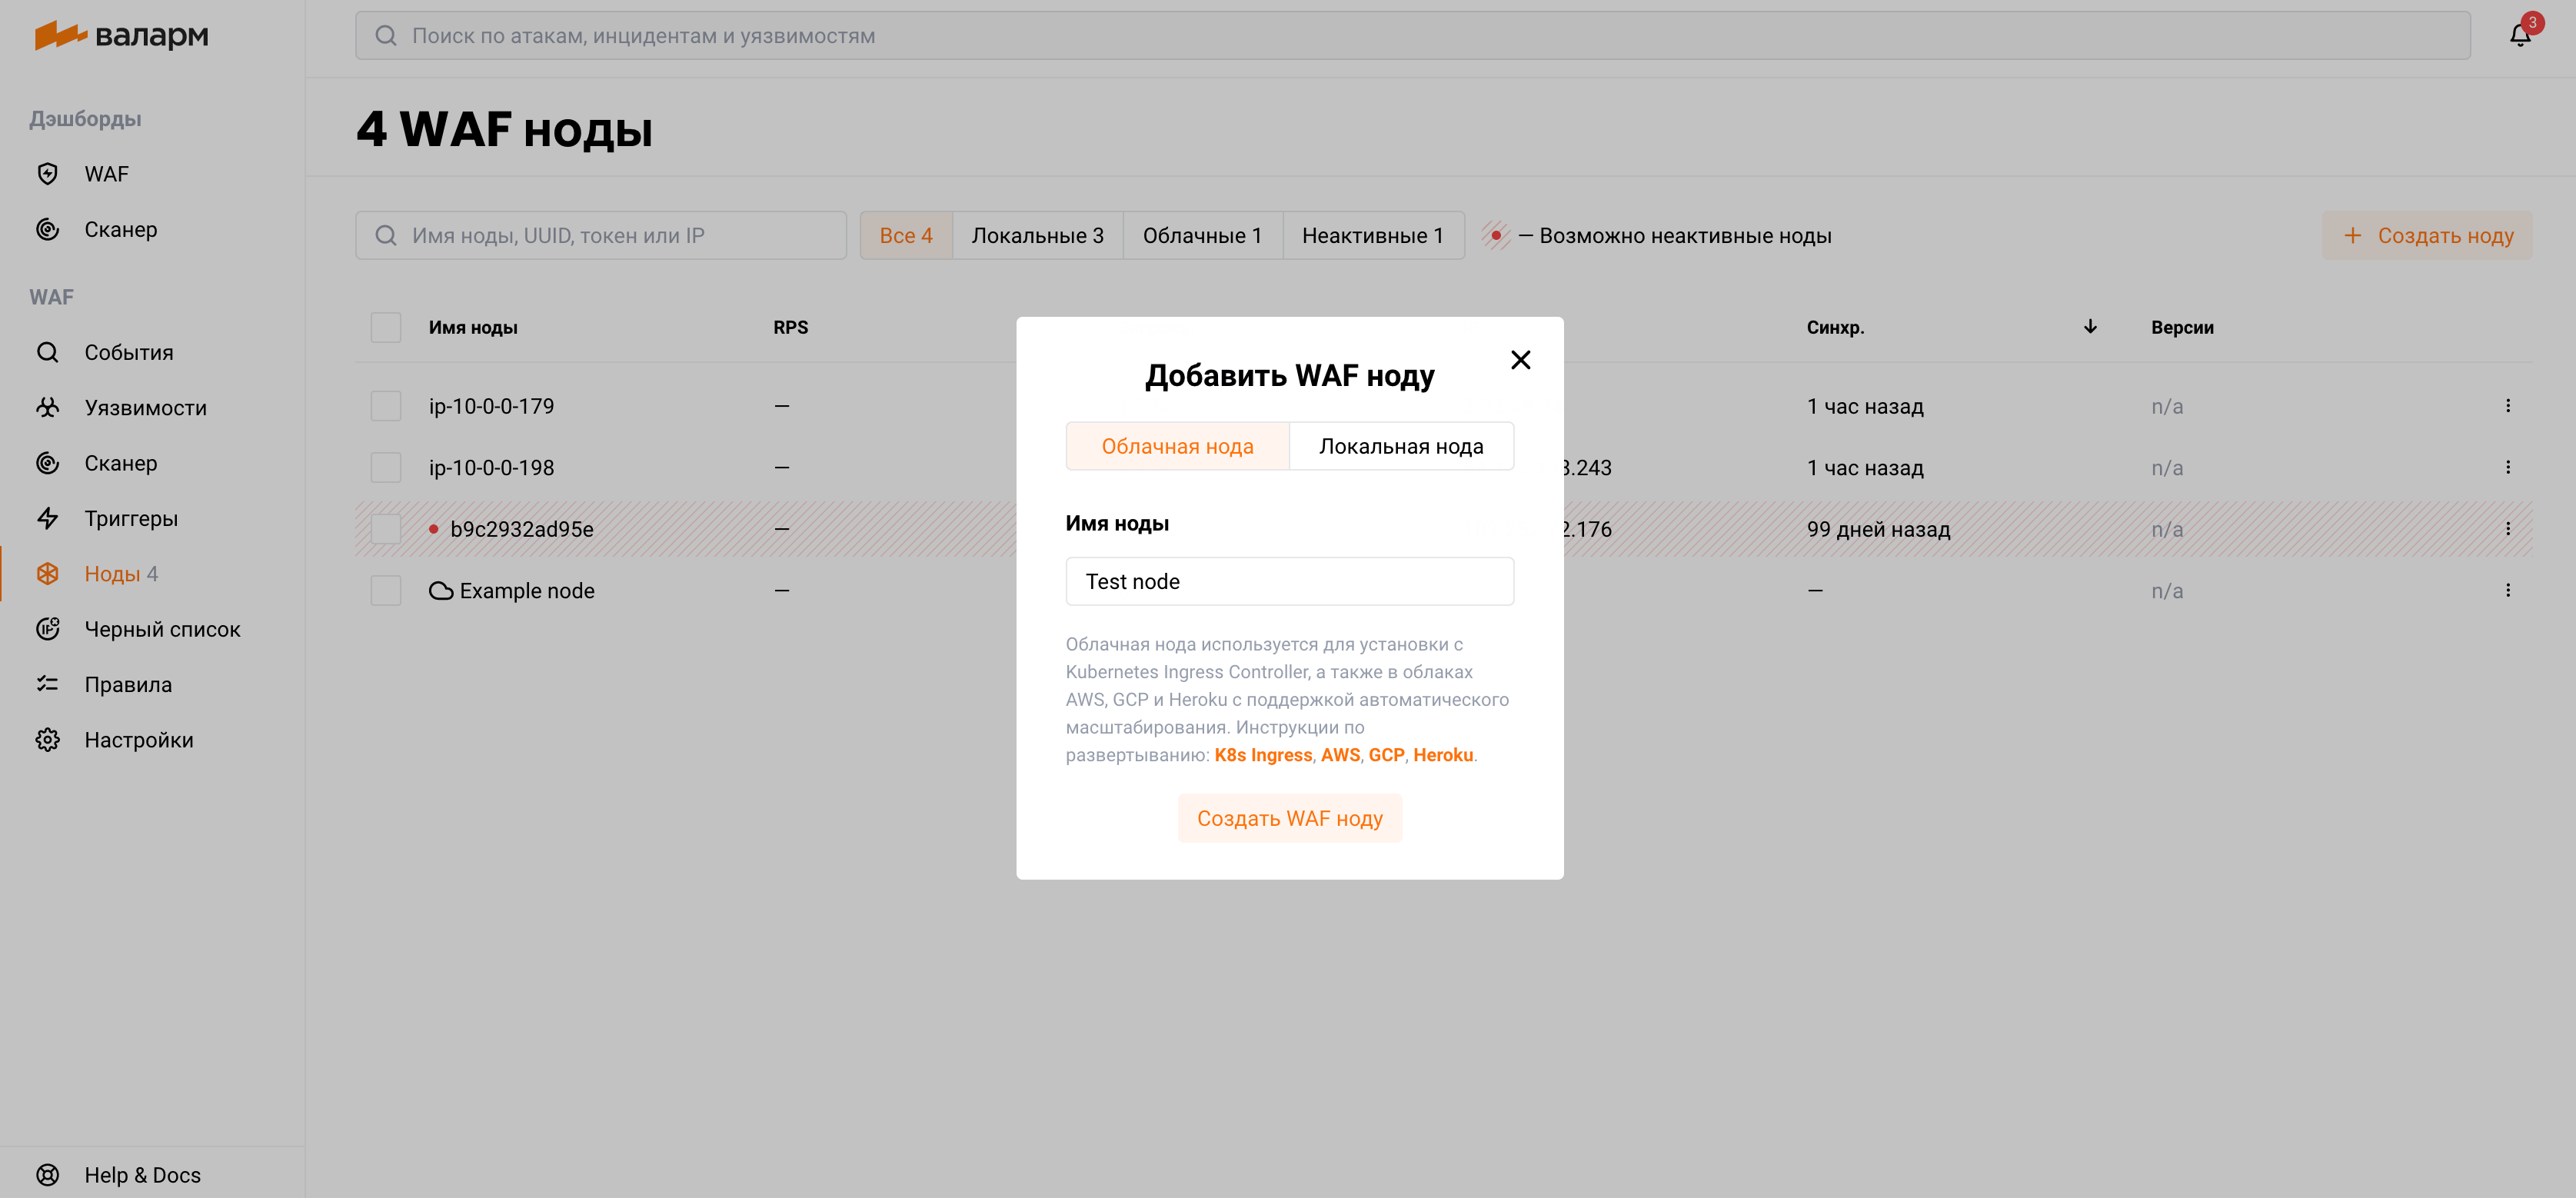 валарм
Поиск по атакам, инцидентам и уязвимостям
3
Дэшборды
WAF
Сканер
WAF
События
Уязвимости
Сканер
Триггеры
Ноды 4
Черный список
Правила
Настройки
Help & Docs
4 WAF ноды
Имя ноды, UUID, токен или IP
Все 4
Локальные 3
Облачные 1
Неактивные 1
— Возможно неактивные ноды
+ Создать ноду
Имя ноды RPS Синхр. Версии
ip-10-0-0-179 — 1 час назад n/a
ip-10-0-0-198 — .243 1 час назад n/a
b9c2932ad95e — .176 99 дней назад n/a
Example node — — n/a
Добавить WAF ноду
Облачная нода Локальная нода
Имя ноды
Test node
Облачная нода используется для установки с
Kubernetes Ingress Controller, а также в облаках
AWS, GCP и Heroku с поддержкой автоматического
масштабирования. Инструкции по
развертыванию: K8s Ingress, AWS, GCP, Heroku.
Создать WAF ноду